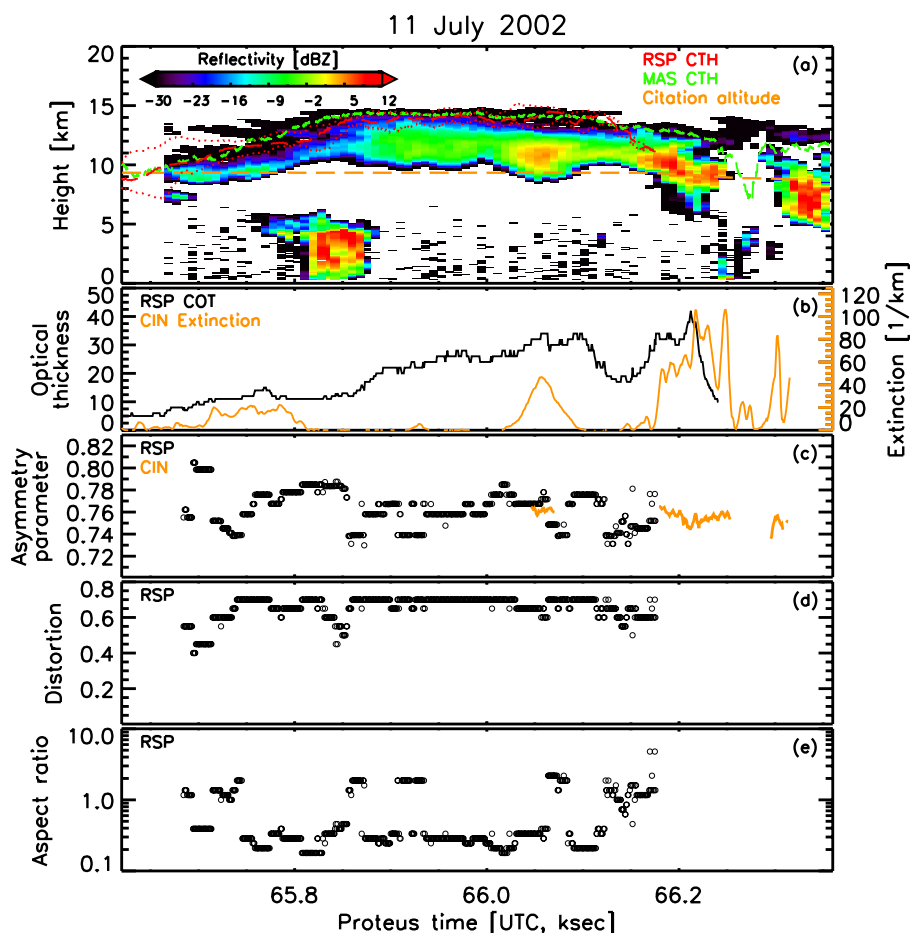 11 July 2002
20
15
10
5
0
Height [km]
Reflectivity [dBZ]
−30 −23 −16 −9 −2 5 12
RSP CTH
MAS CTH
Citation altitude
(a)
50
40
30
20
10
0
Optical
thickness
RSP COT
CIN Extinction
(b)
120
100
80
60
40
20
0
Extinction [1/km]
0.82
0.80
0.78
0.76
0.74
0.72
Asymmetry
parameter
RSP
CIN
(c)
0.8
0.6
0.4
0.2
Distortion
RSP
(d)
10.0
1.0
0.1
Aspect ratio
RSP
(e)
65.8 66.0 66.2
Proteus time [UTC, ksec]